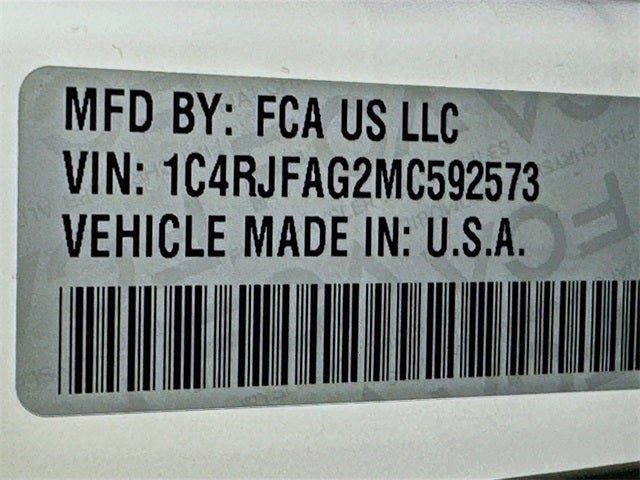 MFD BY: FCA US LLC
VIN: 1C4RJFAG2MC592573
VEHICLE MADE IN: U.S.A.